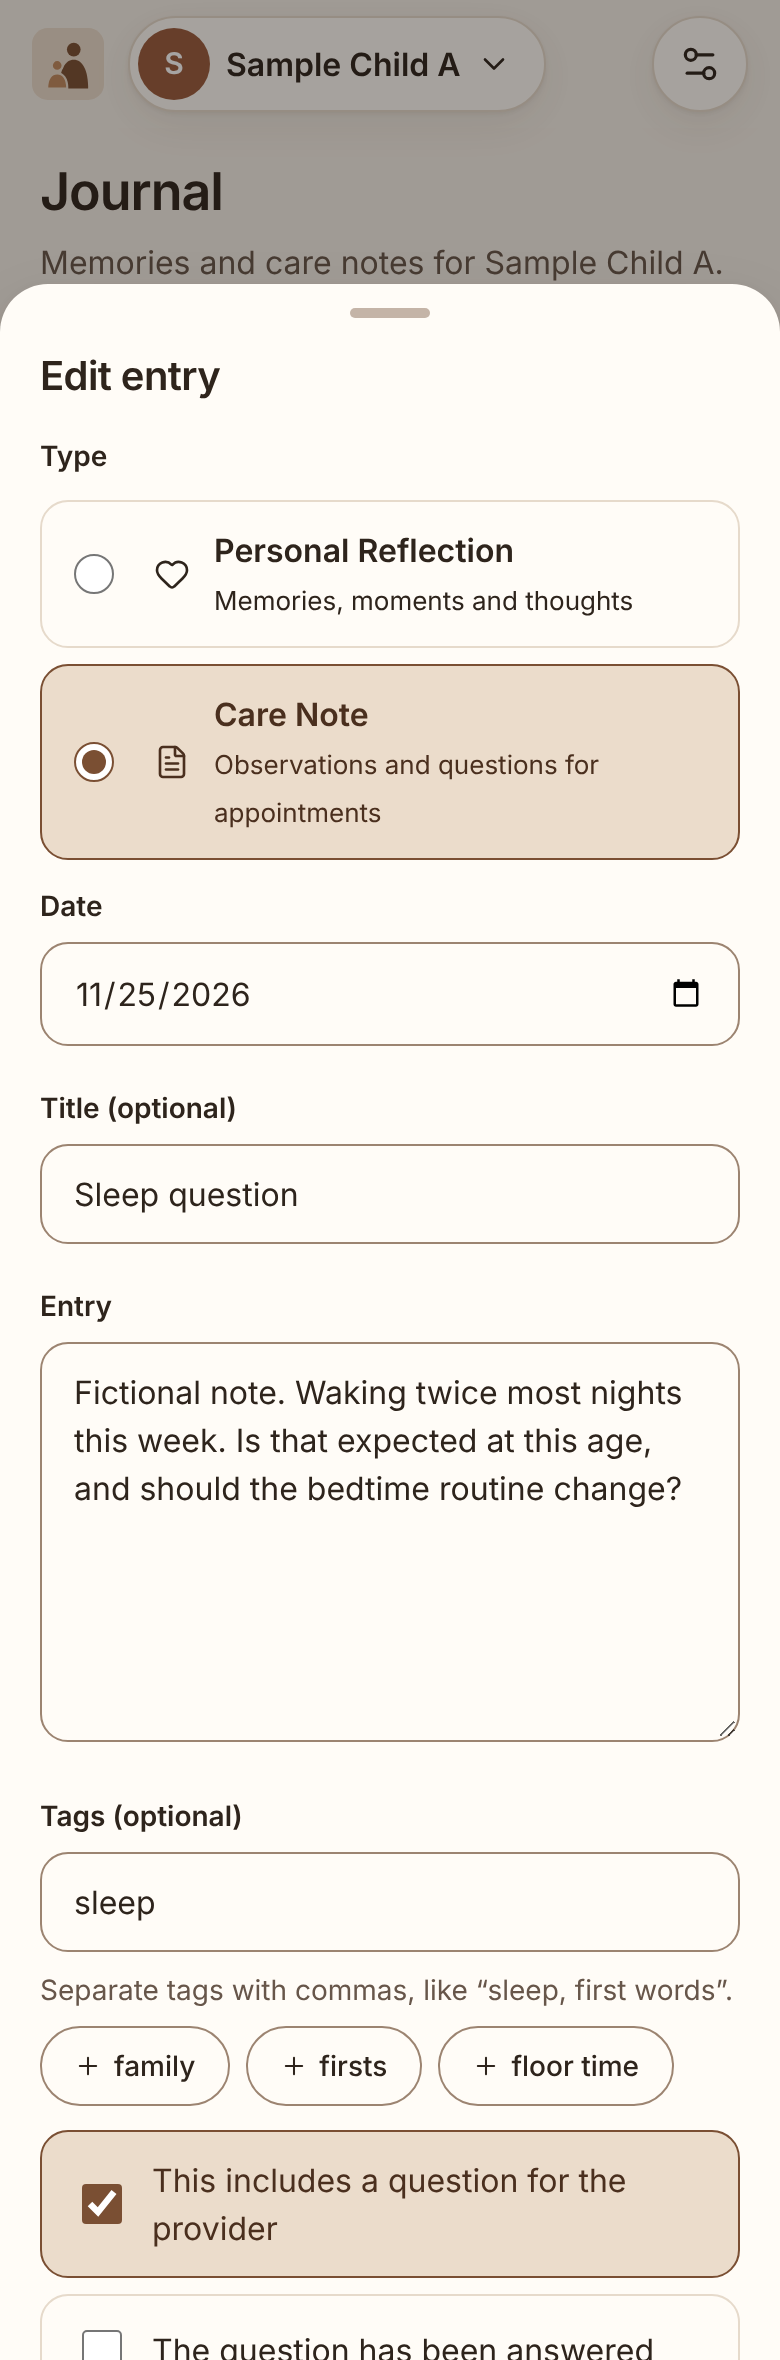 S
Sample Child A
Journal
Memories and care notes for Sample Child A.
Edit entry
Type
Personal Reflection
Memories, moments and thoughts
Care Note
Observations and questions for
appointments
Date
11/25/2026
Title (optional)
Sleep question
Entry
Fictional note. Waking twice most nights
this week. Is that expected at this age,
and should the bedtime routine change?
Tags (optional)
sleep
Separate tags with commas, like “sleep, first words”.
+ family
+ firsts
+ floor time
This includes a question for the
provider
The question has been answered